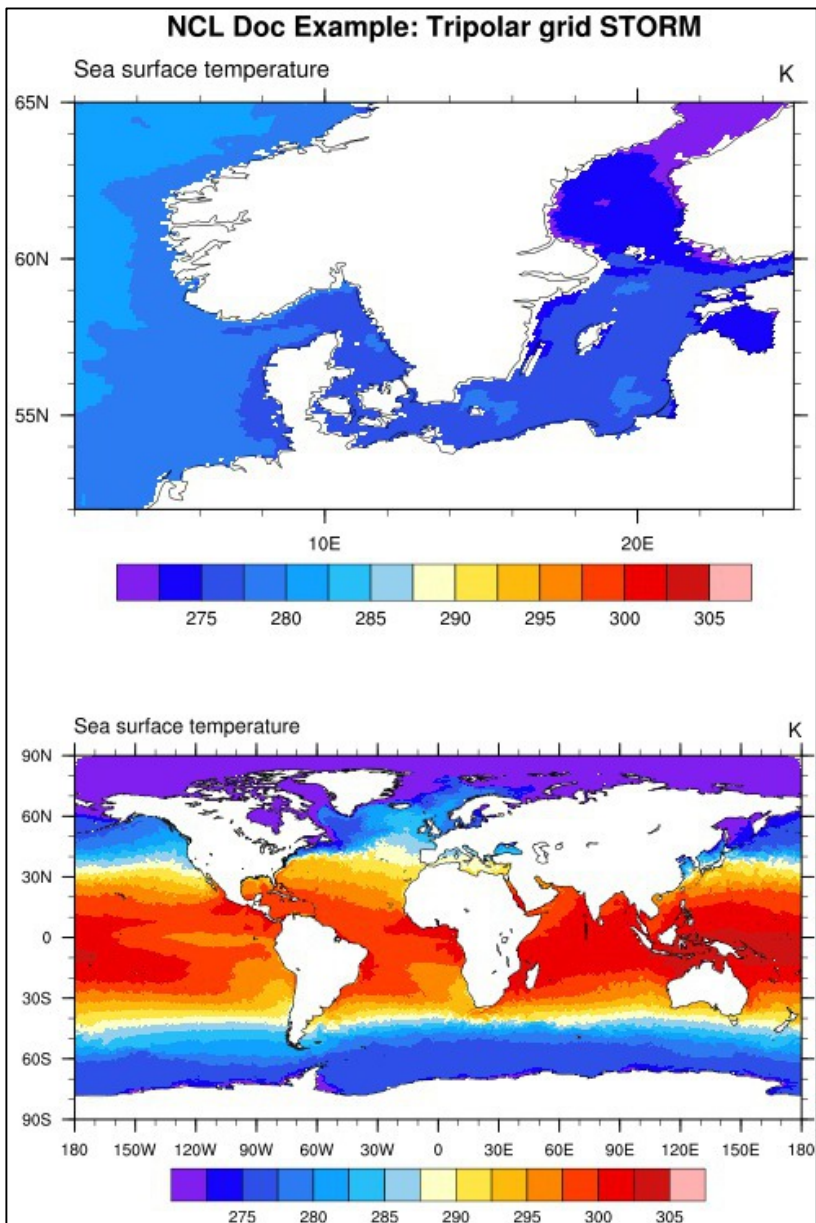 NCL Doc Example: Tripolar grid STORM
Sea surface temperature K
65N
60N
55N
10E 20E
275 280 285 290 295 300 305
Sea surface temperature K
90N
60N
30N
0
30S
60S
90S
180 150W 120W 90W 60W 30W 0 30E 60E 90E 120E 150E 180
275 280 285 290 295 300 305